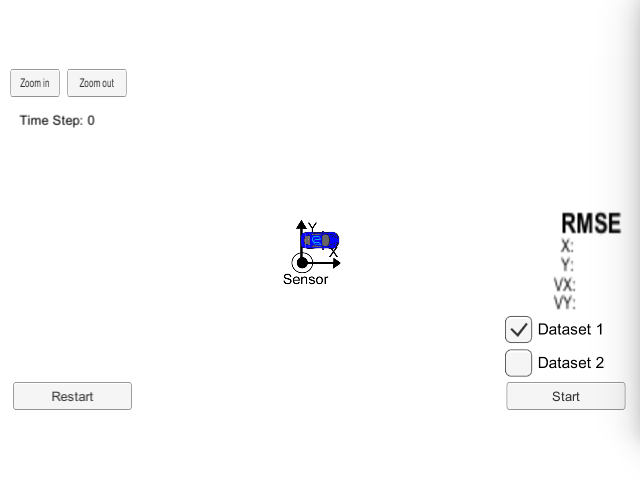 Zoom in
Zoom out
Time Step: 0
Y
X
Sensor
RMSE
X:
Y:
VX:
VY:
Dataset 1
Dataset 2
Restart
Start